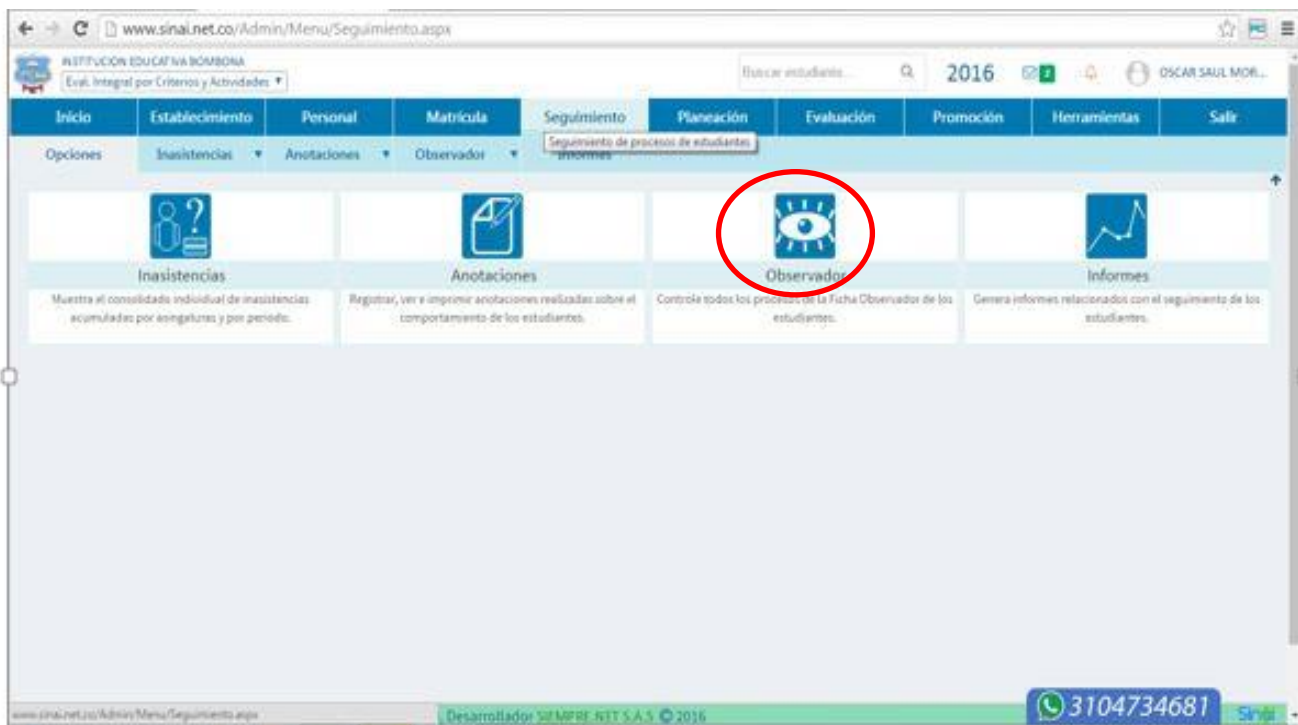 www.sinai.net.co/Admin/Menu/Seguimiento.aspx
INSTITUCION EDUCATIVA BOMBONA
Eval. Integral por Criterios y Actividades
Buscar estudiante...
2016
2
OSCAR SAUL MOR...
Inicio Establecimiento Personal Matrícula Seguimiento Planeación Evaluación Promoción Herramientas Salir
Seguimiento de procesos de estudiantes
Opciones Inasistencias Anotaciones Observador Informes
Inasistencias Anotaciones Observador Informes
Muestra el consolidado individual de inasistencias Registrar, ver e imprimir anotaciones realizadas sobre el Controle todos los procesos de la Ficha Observador de los Genera informes relacionados con el seguimiento de los
acumuladas por asingaturas y por periodo. comportamiento de los estudiantes. estudiantes. estudiantes.
3104734681
www.sinai.net.co/Admin/Menu/Seguimiento.aspx
Desarrollador SIEMPRE.NET S.A.S © 2016
Sinai